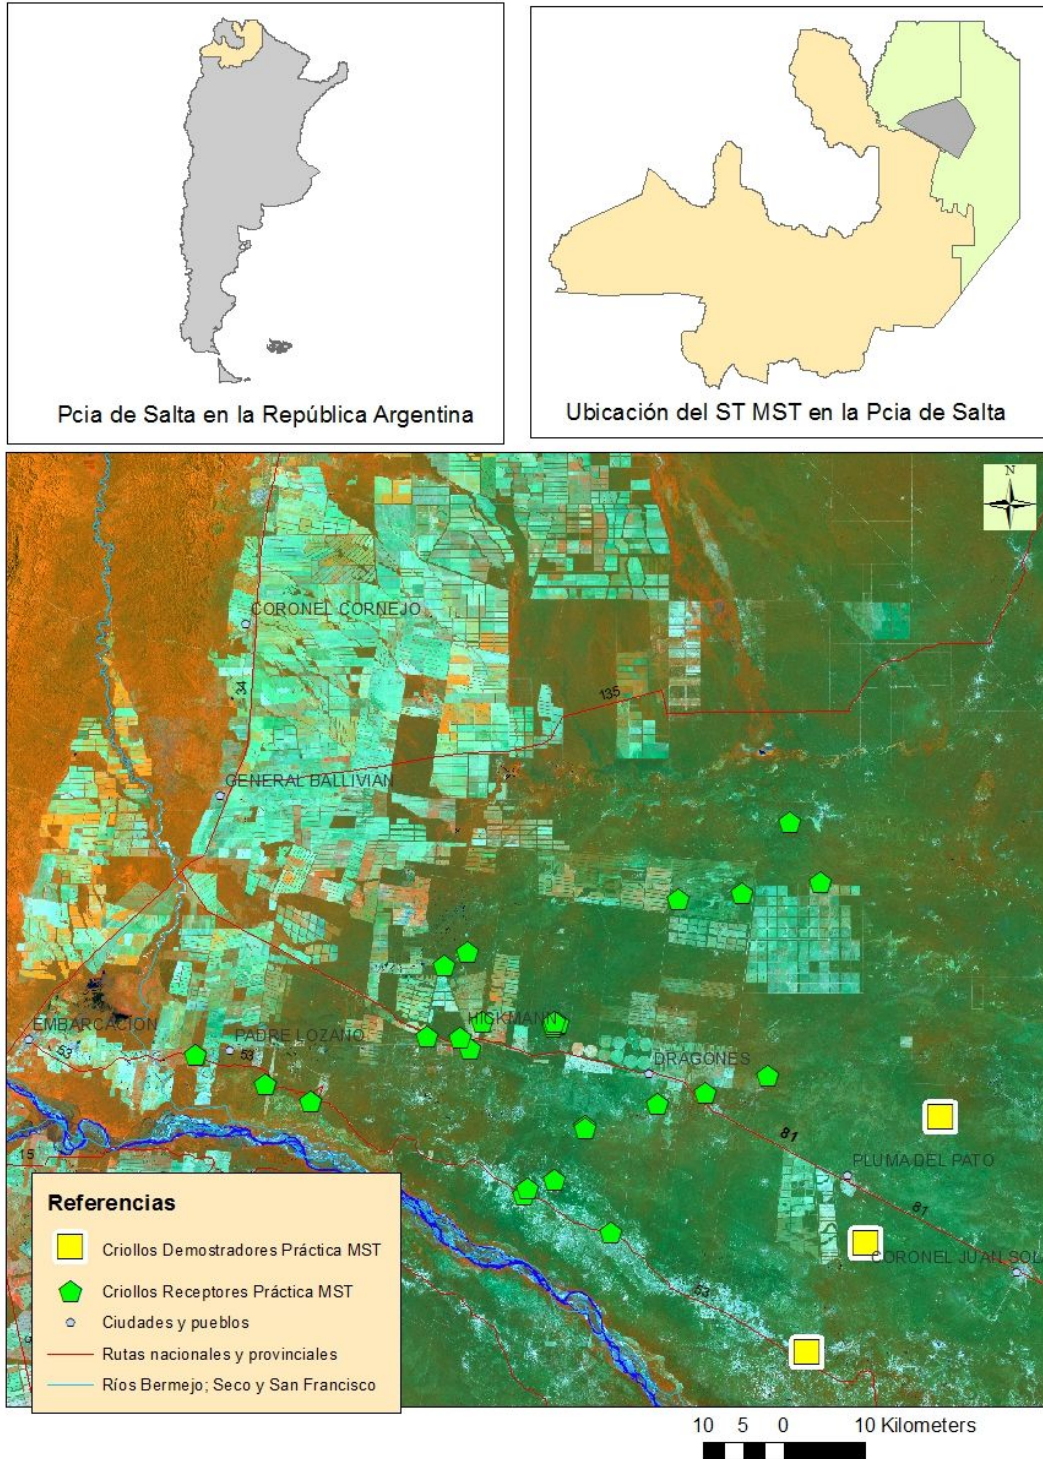 Pcia de Salta en la República Argentina
Ubicación del ST MST en la Pcia de Salta
N
CORONEL CORNEJO
34
135
GENERAL BALLIVIAN
EMBARCACION
53
PADRE LOZANO
53
HICKMANN
DRAGONES
81
15
PLUMA DEL PATO
81
CORONEL JUAN SOL
53
Referencias
Criollos Demostradores Práctica MST
Criollos Receptores Práctica MST
Ciudades y pueblos
Rutas nacionales y provinciales
Ríos Bermejo; Seco y San Francisco
10 5 0 10 Kilometers